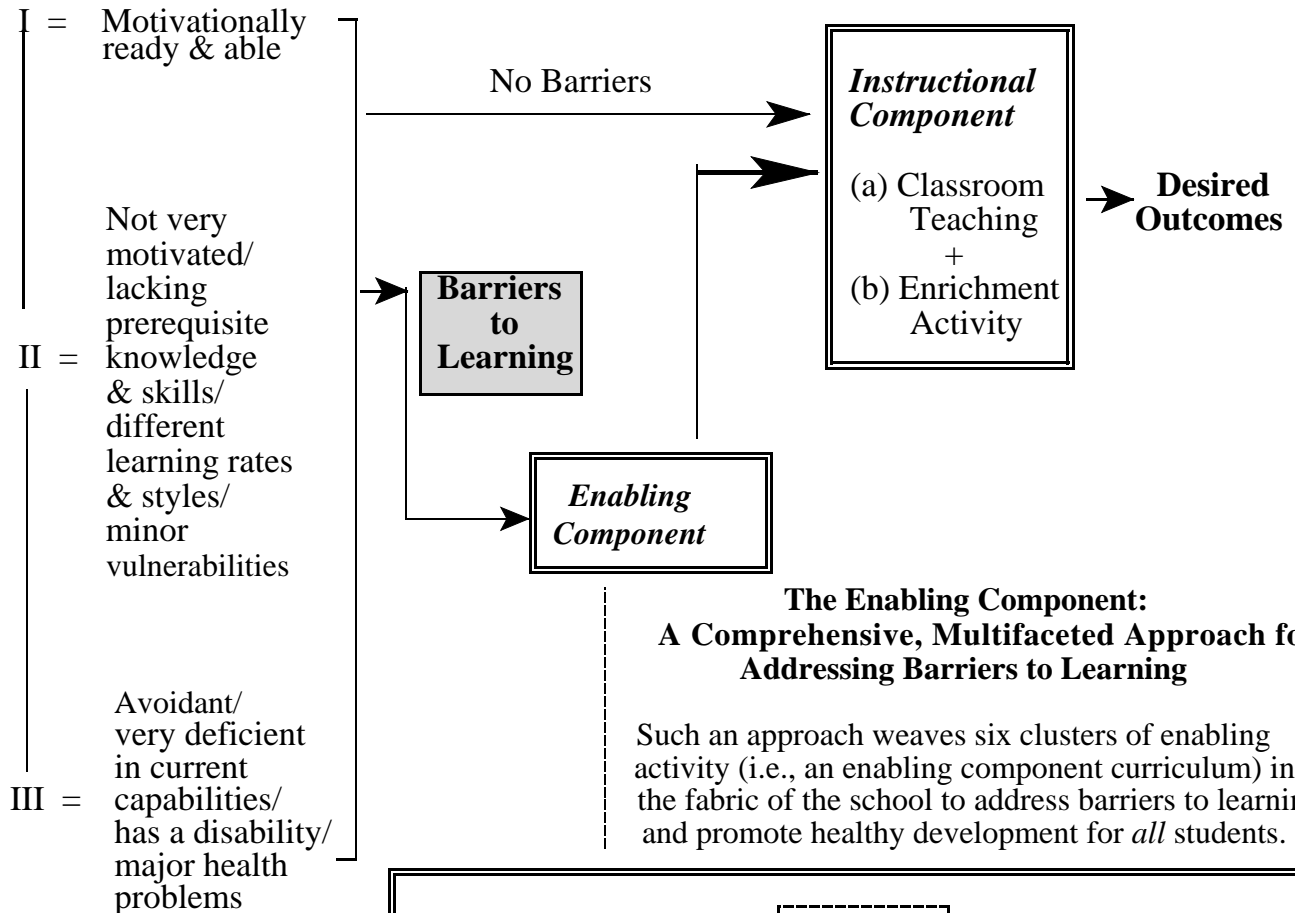 I = Motivationally
ready & able
No Barriers
Instructional
Component
(a) Classroom
Teaching
+
(b) Enrichment
Activity
Desired
Outcomes
Not very
motivated/
lacking
prerequisite
II = knowledge
& skills/
different
learning rates
& styles/
minor
vulnerabilities
Barriers
to
Learning
Enabling
Component
The Enabling Component:
A Comprehensive, Multifaceted Approach
Addressing Barriers to Learning
Such an approach weaves six clusters of enabling
activity (i.e., an enabling component curriculum)
the fabric of the school to address barriers to
and promote healthy development for all students.
Avoidant/
very deficient
in current
III = capabilities/
has a disability/
major health
problems